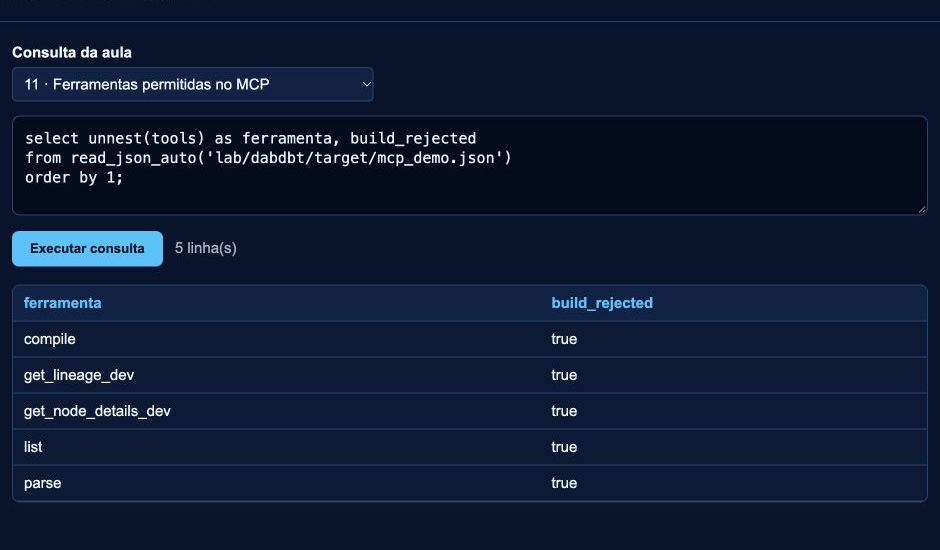 Consulta da aula
11 · Ferramentas permitidas no MCP
select unnest(tools) as ferramenta, build_rejected
from read_json_auto('lab/dabdbt/target/mcp_demo.json')
order by 1;
Executar consulta 5 linha(s)
ferramenta build_rejected
compile true
get_lineage_dev true
get_node_details_dev true
list true
parse true